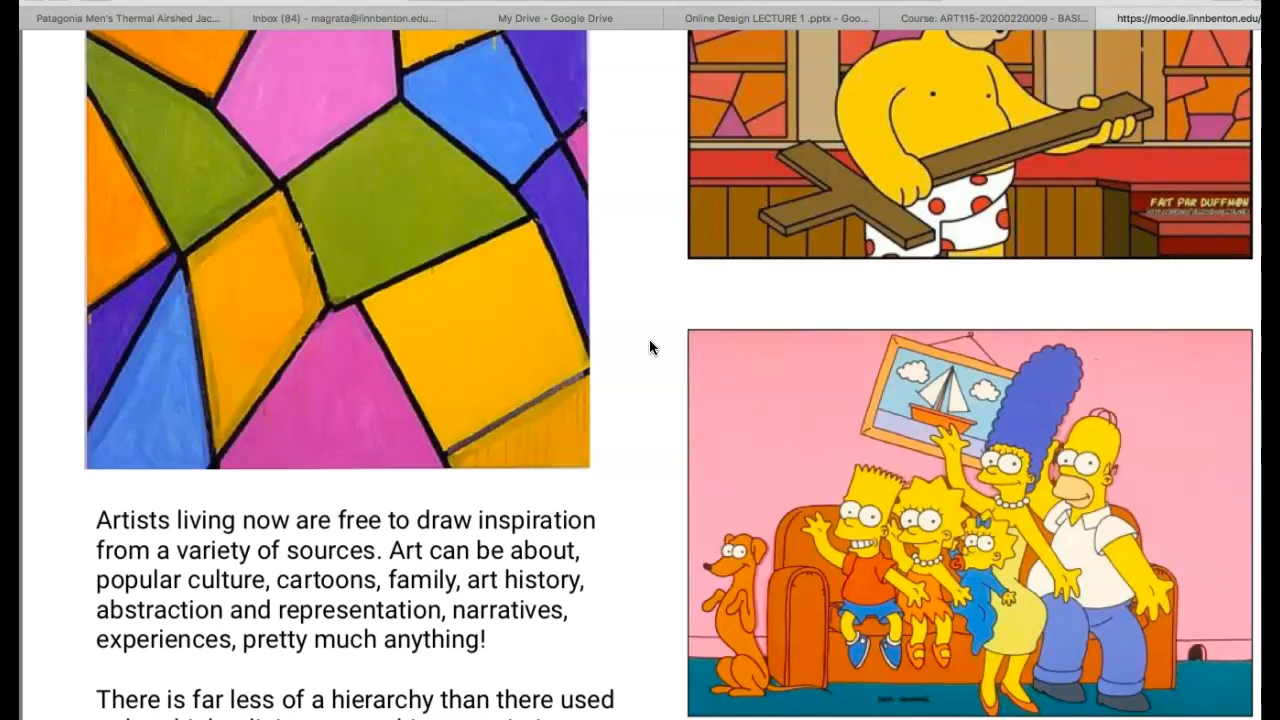 Patagonia Men's Thermal Airshed Jac...
Inbox (84) - magrata@linnbenton.edu...
My Drive - Google Drive
Online Design LECTURE 1 .pptx - Goo...
Course: ART115-20200220009 - BASI...
https://moodle.linnbenton.edu/
FAIT PAR DUFFMAN
Artists living now are free to draw inspiration
from a variety of sources. Art can be about,
popular culture, cartoons, family, art history,
abstraction and representation, narratives,
experiences, pretty much anything!
There is far less of a hierarchy than there used